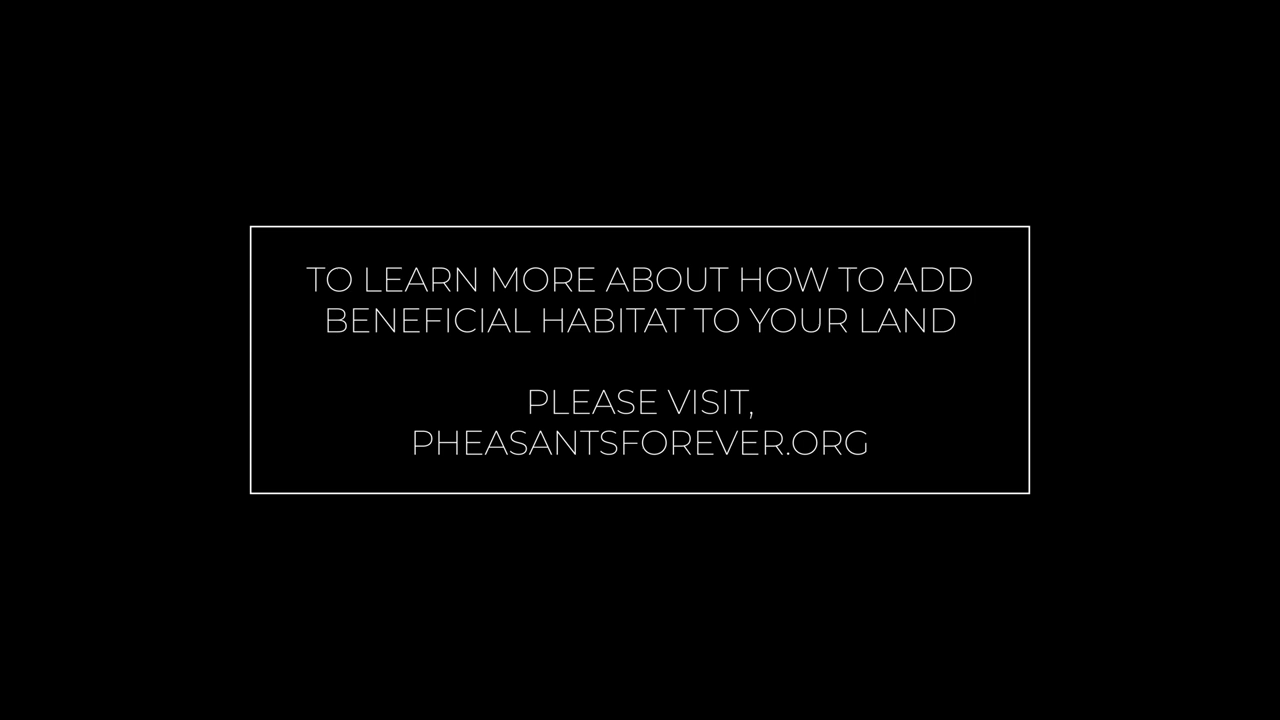 TO LEARN MORE ABOUT HOW TO ADD
BENEFICIAL HABITAT TO YOUR LAND
PLEASE VISIT,
PHEASANTSFOREVER.ORG